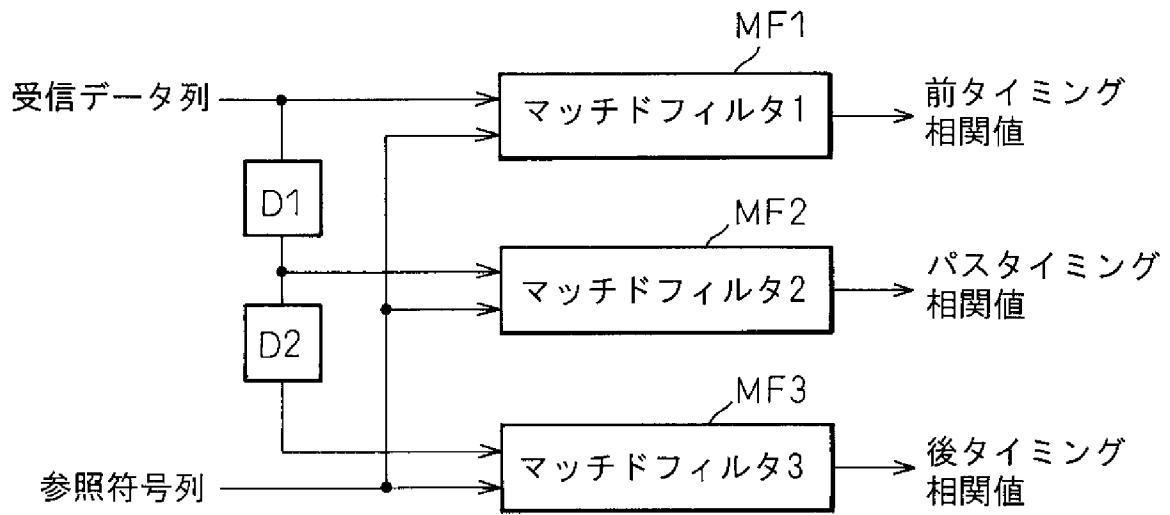 MF1
受信データ列
マッチドフィルタ1
前タイミング
相関値
D1
MF2
マッチドフィルタ2
パスタイミング
相関値
D2
MF3
マッチドフィルタ3
後タイミング
相関値
参照符号列